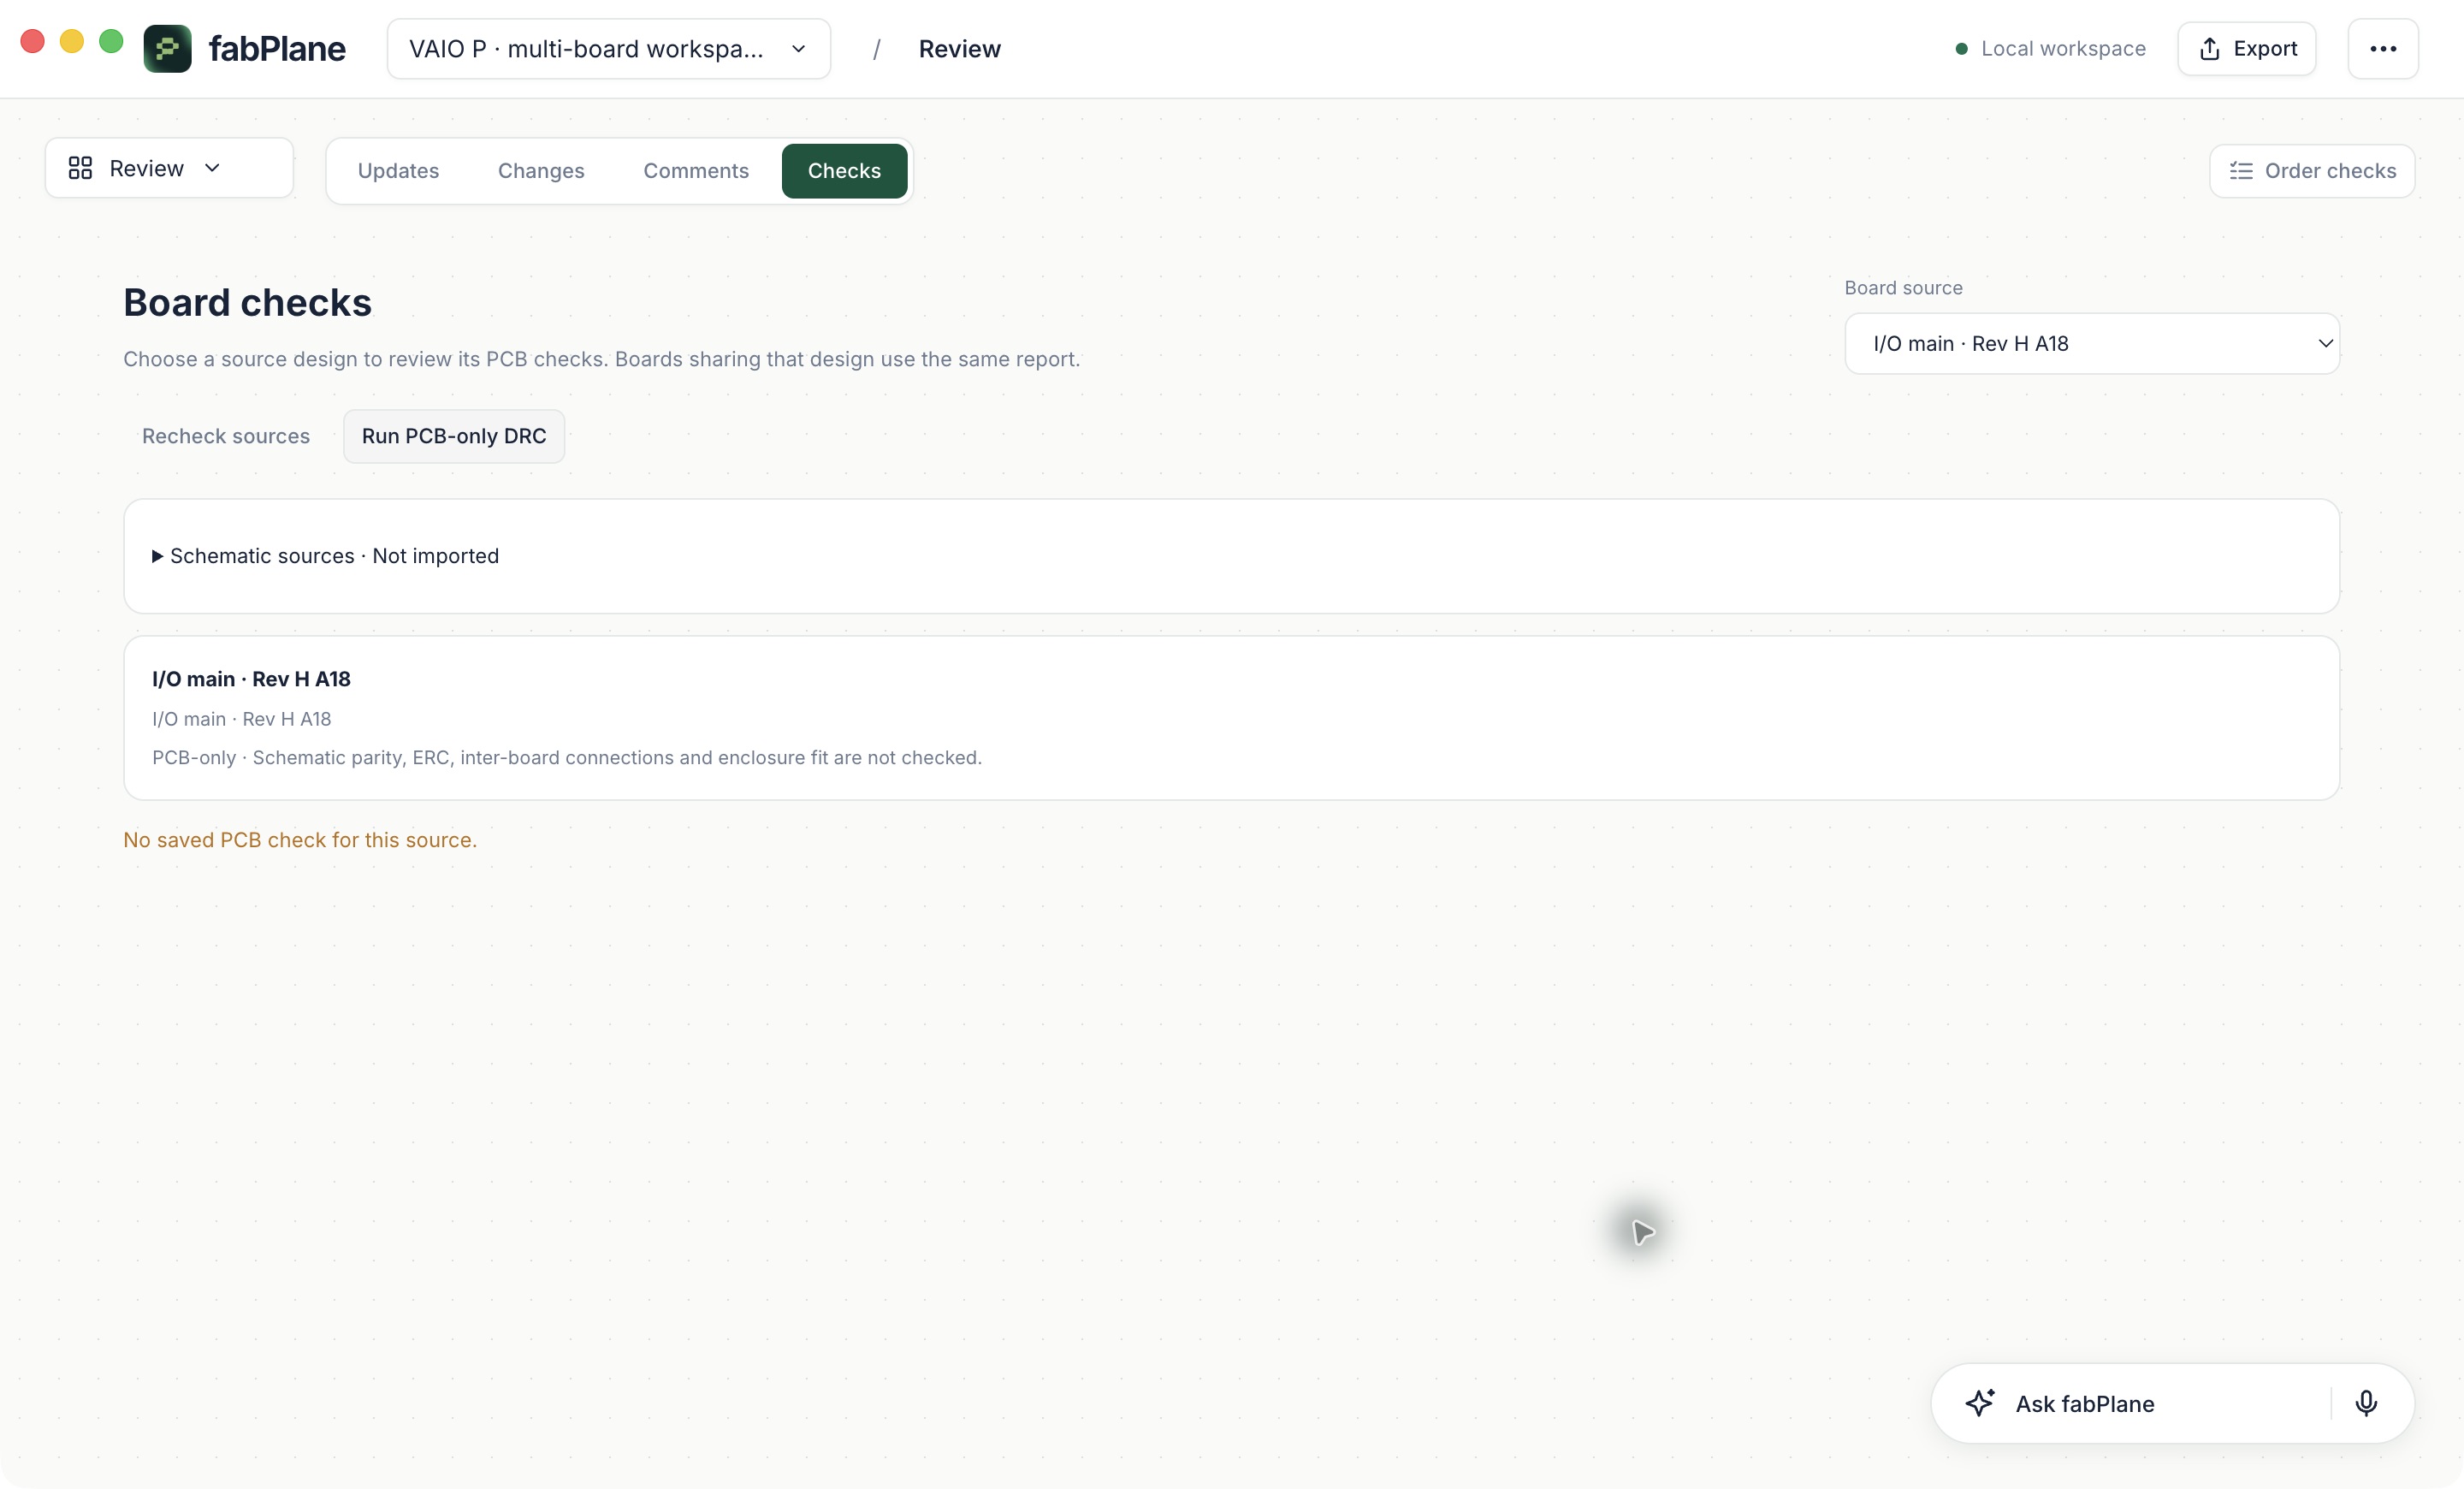 fabPlane
VAIO P · multi-board workspa...
/
Review
Local workspace
Export
Review
Updates
Changes
Comments
Checks
Order checks
Board checks
Choose a source design to review its PCB checks. Boards sharing that design use the same report.
Board source
I/O main · Rev H A18
Recheck sources
Run PCB-only DRC
Schematic sources · Not imported
I/O main · Rev H A18
I/O main · Rev H A18
PCB-only · Schematic parity, ERC, inter-board connections and enclosure fit are not checked.
No saved PCB check for this source.
Ask fabPlane